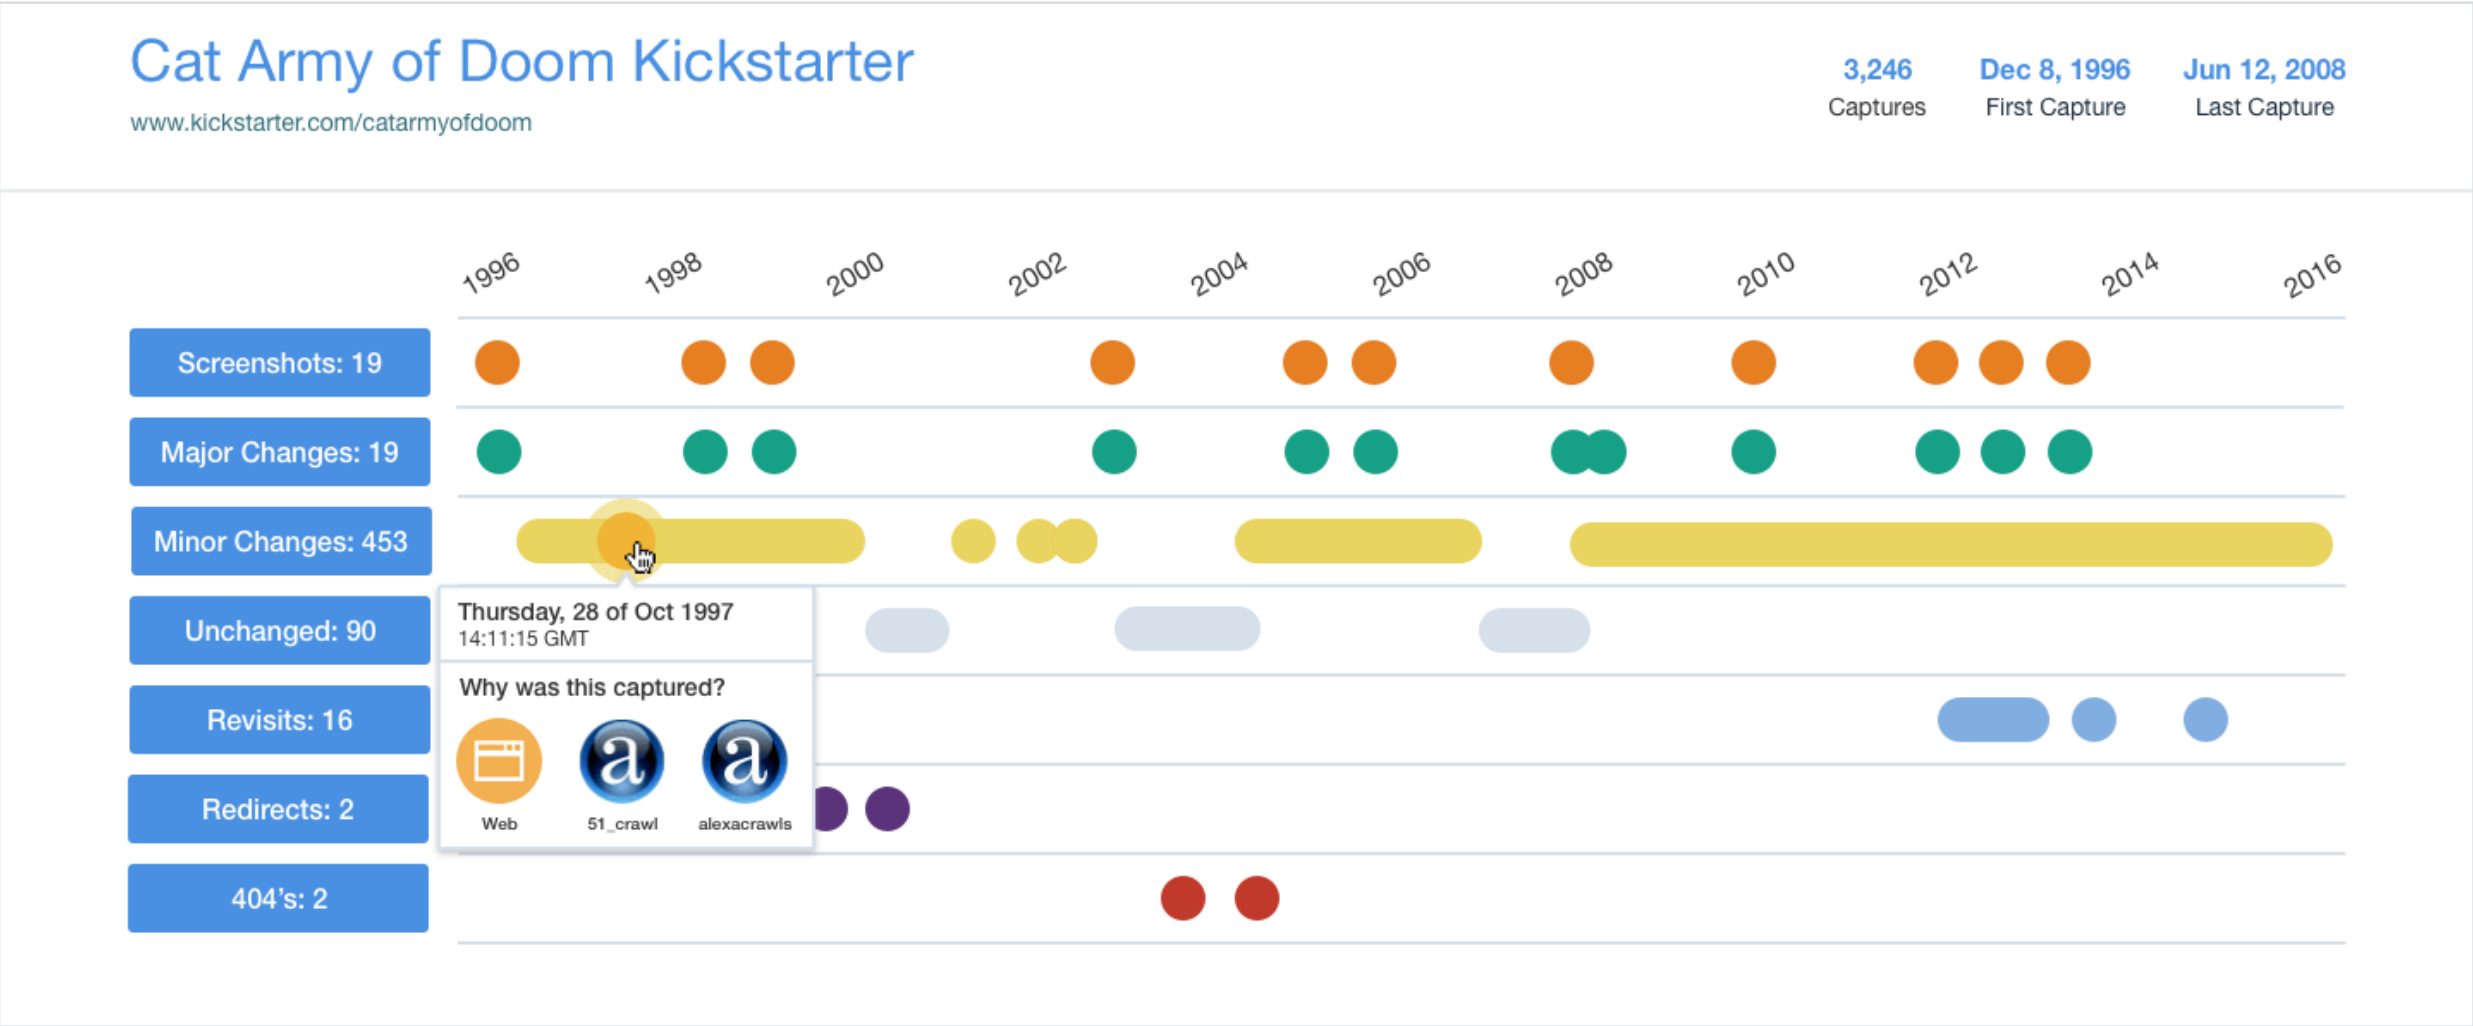 Cat Army of Doom Kickstarter
www.kickstarter.com/catarmyofdoom
3,246
Captures
Dec 8, 1996
First Capture
Jun 12, 2008
Last Capture
1996 1998 2000 2002 2004 2006 2008 2010 2012 2014 2016
Screenshots: 19
Major Changes: 19
Minor Changes: 453
Unchanged: 90
Revisits: 16
Redirects: 2
404’s: 2
Thursday, 28 of Oct 1997
14:11:15 GMT
Why was this captured?
a a
Web 51_crawl alexacrawls